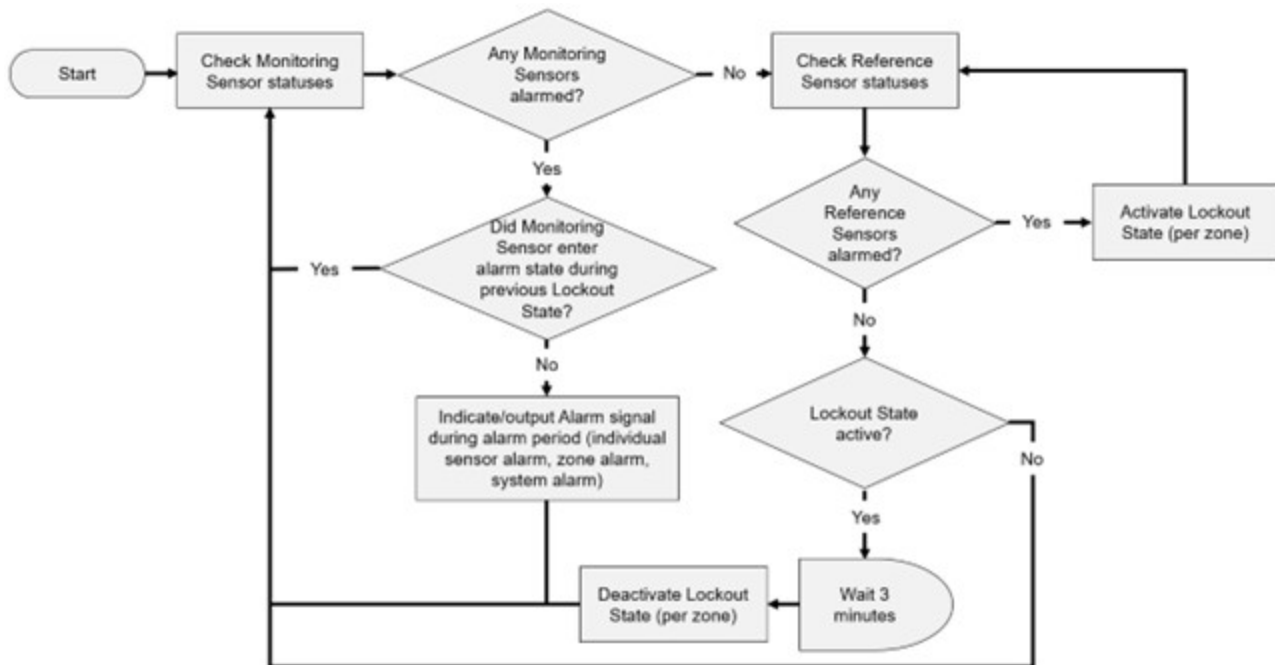 Start
Check Monitoring
Sensor statuses
Any Monitoring
Sensors
alarmed?
No
Check Reference
Sensor statuses
Yes
Any
Reference
Sensors
alarmed?
Yes
Activate Lockout
State (per zone)
Did Monitoring
Sensor enter
alarm state during
previous Lockout
State?
Yes
No
No
Indicate/output Alarm signal
during alarm period (individual
sensor alarm, zone alarm,
system alarm)
Lockout State
active?
No
Yes
Deactivate Lockout
State (per zone)
Wait 3
minutes